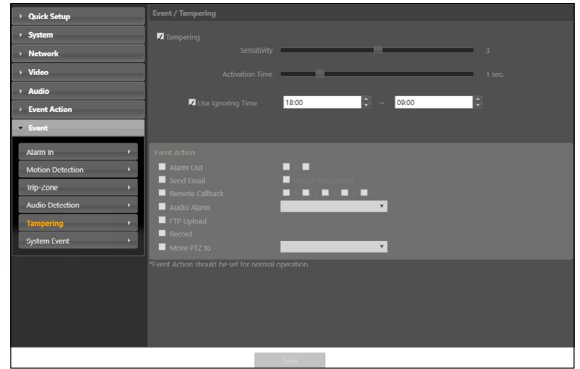 Quick Setup
System
Network
Video
Audio
Event Action
Event
Alarm In
Motion Detection
Trip-Zone
Audio Detection
Tampering
System Event
Event / Tampering
Tampering
Sensitivity 3
Activation Time 1 sec.
Use Ignoring Time 18:00 ~ 09:00
Event Action
Alarm Out
Send Email
Remote Callback
Audio Alarm
FTP Upload
Record
Move PTZ to
*Event Action should be set for normal operation.
Save